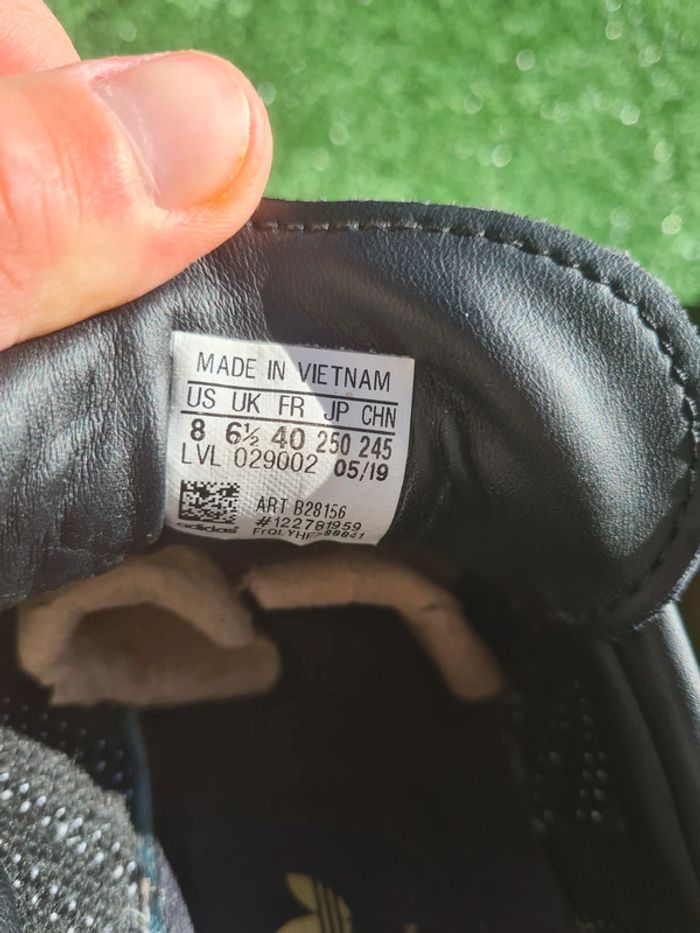 MADE IN VIETNAM
US UK FR JP CHN
8 6½ 40 250 245
LVL 029002 05/19
ART B28156
#122781959
adidas